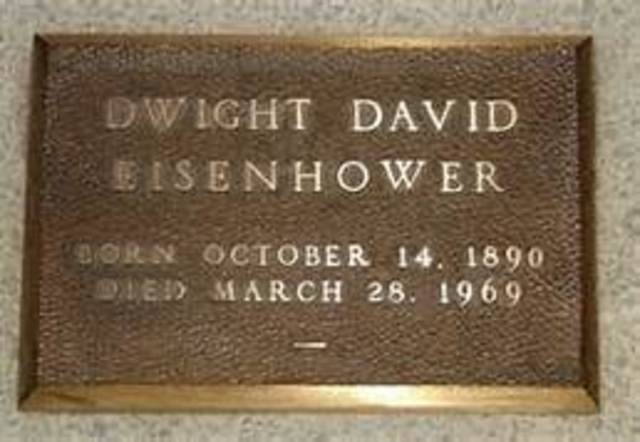 DWIGHT DAVID
EISENHOWER
BORN OCTOBER 14. 1890
DIED MARCH 28. 1969